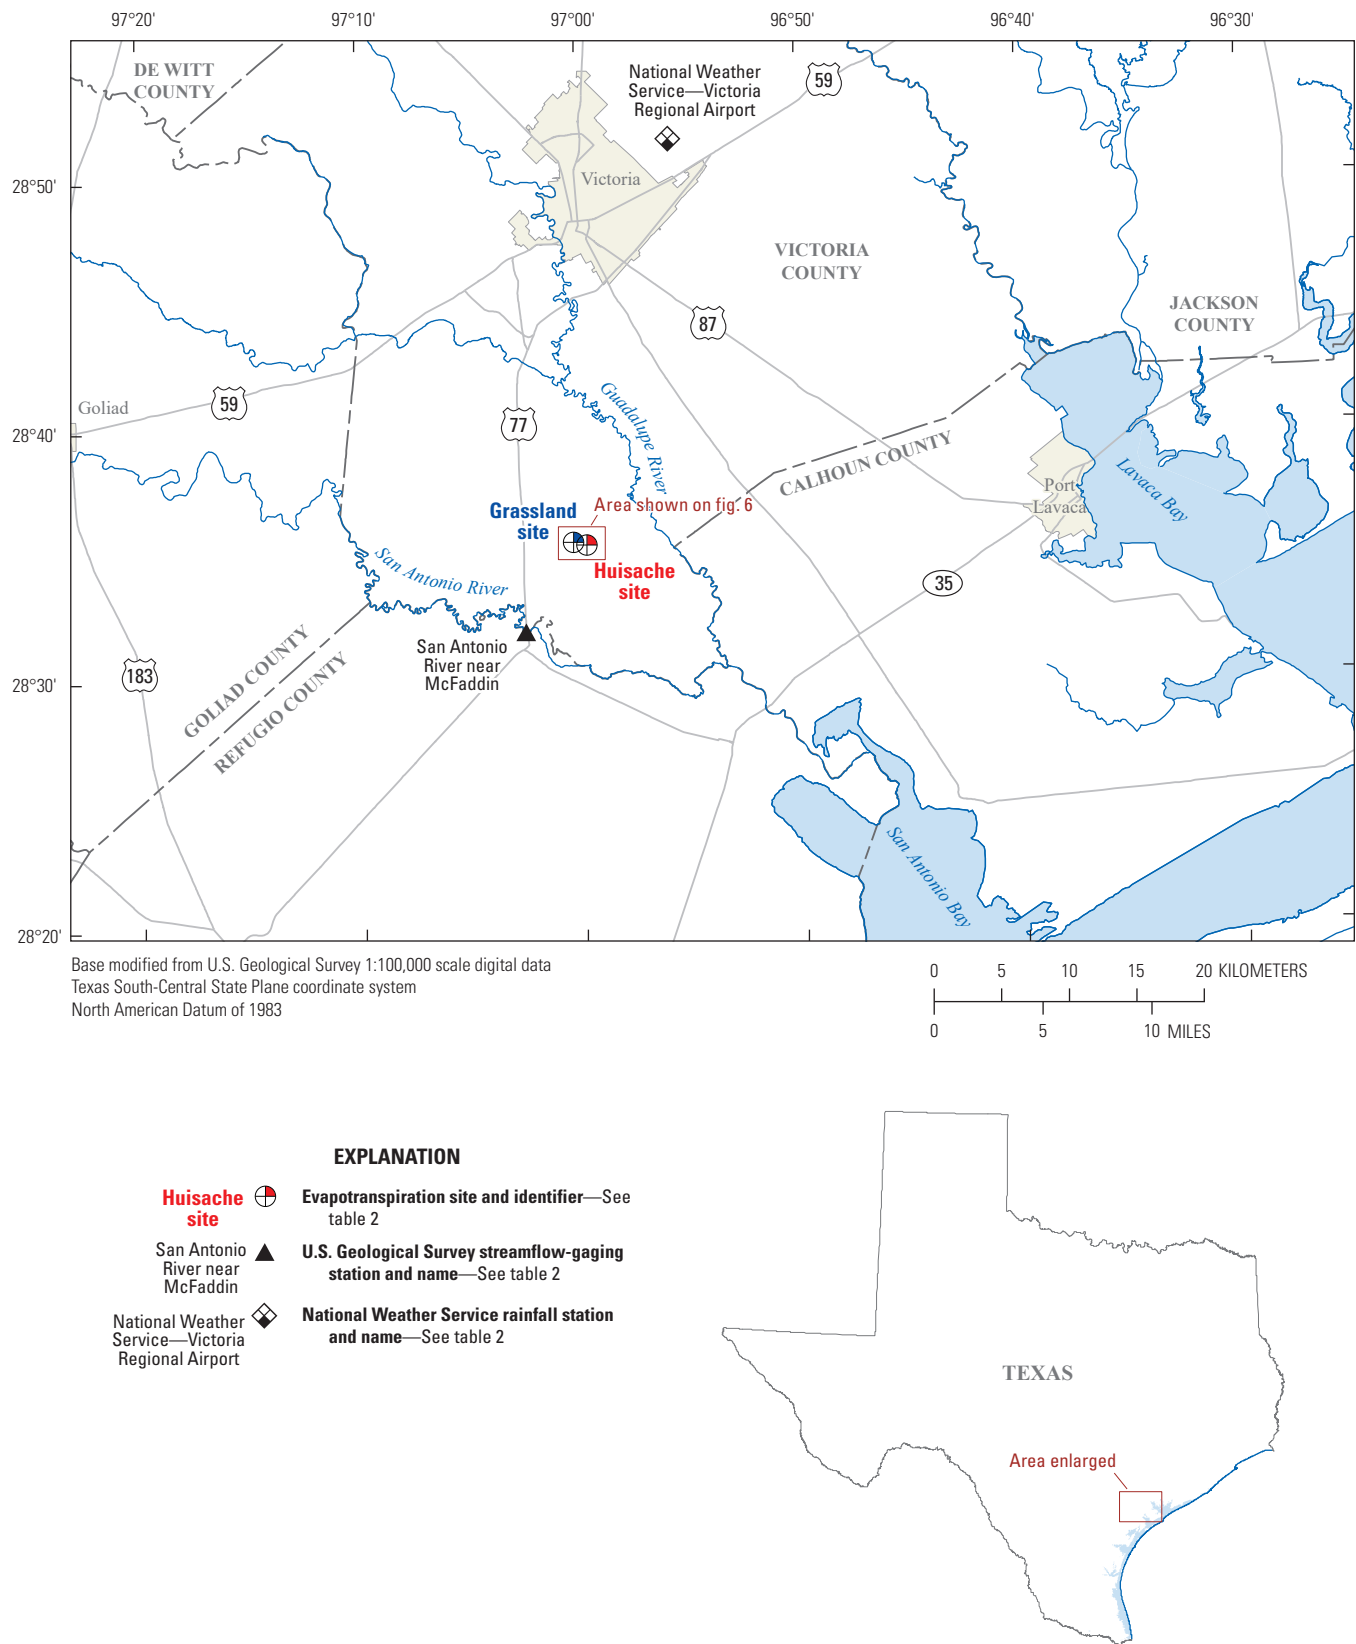 97°20'
97°10'
97°00'
96°50'
96°40'
96°30'
DE WITT
COUNTY
National Weather
Service—Victoria
Regional Airport
59
28°50'
Victoria
VICTORIA
COUNTY
87
JACKSON
COUNTY
Goliad
59
77
Guadalupe River
28°40'
CALHOUN COUNTY
Port
Lavaca
Lavaca Bay
Grassland
site
Area shown on fig. 6
Huisache
site
San Antonio River
35
San Antonio
River near
McFaddin
183
GOLIAD COUNTY
REFUGIO COUNTY
28°30'
San Antonio Bay
28°20'
Base modified from U.S. Geological Survey 1:100,000 scale digital data
Texas South-Central State Plane coordinate system
North American Datum of 1983
0 5 10 15 20 KILOMETERS
0 5 10 MILES
EXPLANATION
Huisache
site
Evapotranspiration site and identifier—See
table 2
San Antonio
River near
McFaddin
U.S. Geological Survey streamflow-gaging
station and name—See table 2
National Weather
Service—Victoria
Regional Airport
National Weather Service rainfall station
and name—See table 2
TEXAS
Area enlarged